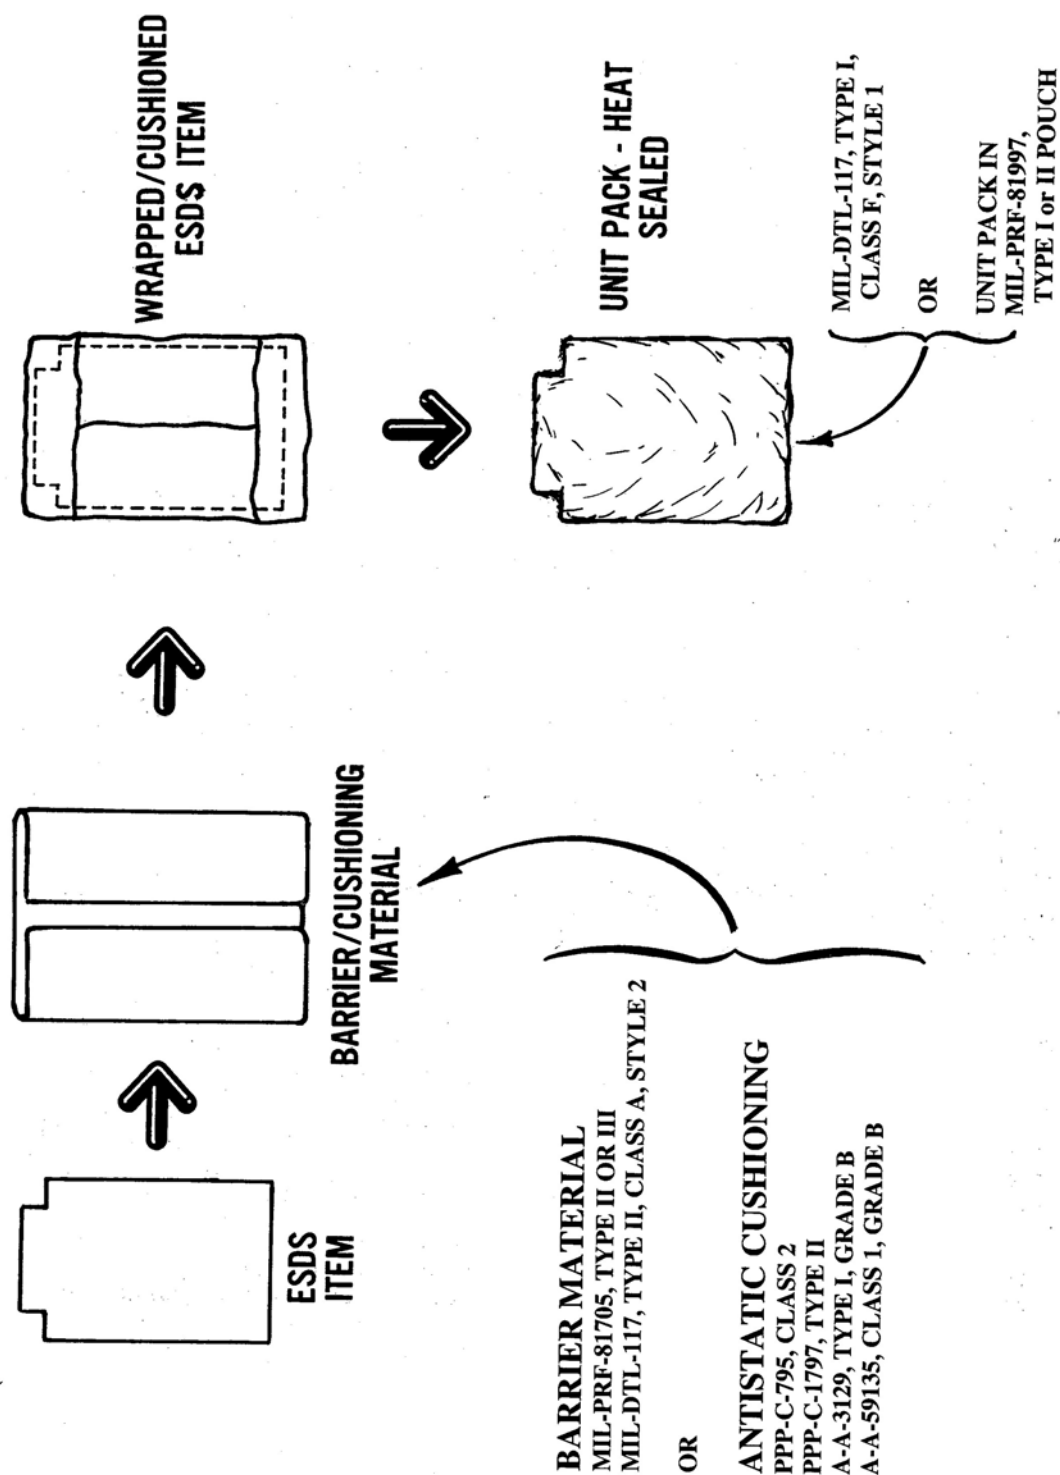 ESDS
ITEM
BARRIER/CUSHIONING
MATERIAL
WRAPPED/CUSHIONED
ESDS ITEM
BARRIER MATERIAL
MIL-PRF-81705, TYPE II OR III
MIL-DTL-117, TYPE II, CLASS A, STYLE 2
OR
ANTISTATIC CUSHIONING
PPP-C-795, CLASS 2
PPP-C-1797, TYPE II
A-A-3129, TYPE I, GRADE B
A-A-59135, CLASS 1, GRADE B
UNIT PACK - HEAT
SEALED
MIL-DTL-117, TYPE I,
CLASS F, STYLE 1
OR
UNIT PACK IN
MIL-PRF-81997,
TYPE I or II POUCH